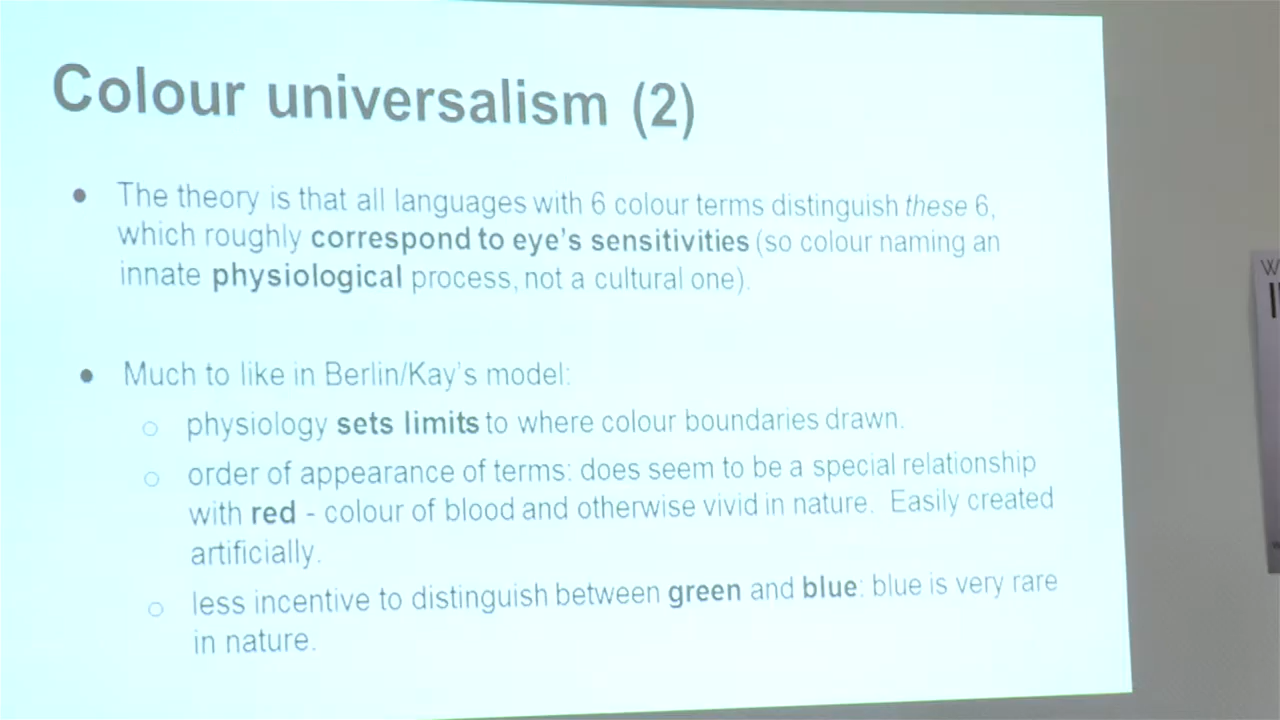 Colour universalism (2)
● The theory is that all languages with 6 colour terms distinguish these 6,
which roughly correspond to eye's sensitivities (so colour naming an
innate physiological process, not a cultural one).
● Much to like in Berlin/Kay's model:
○ physiology sets limits to where colour boundaries drawn.
○ order of appearance of terms: does seem to be a special relationship
with red - colour of blood and otherwise vivid in nature. Easily created
artificially.
○ less incentive to distinguish between green and blue: blue is very rare
in nature.